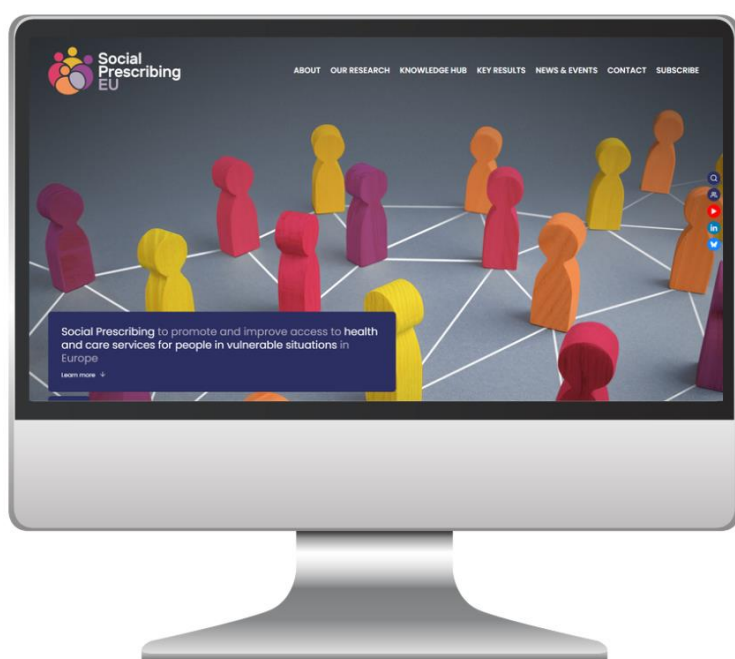 Social
Prescribing
EU
ABOUT OUR RESEARCH KNOWLEDGE HUB KEY RESULTS NEWS & EVENTS CONTACT SUBSCRIBE
in
Social Prescribing to promote and improve access to health
and care services for people in vulnerable situations in
Europe
Learn more ↓